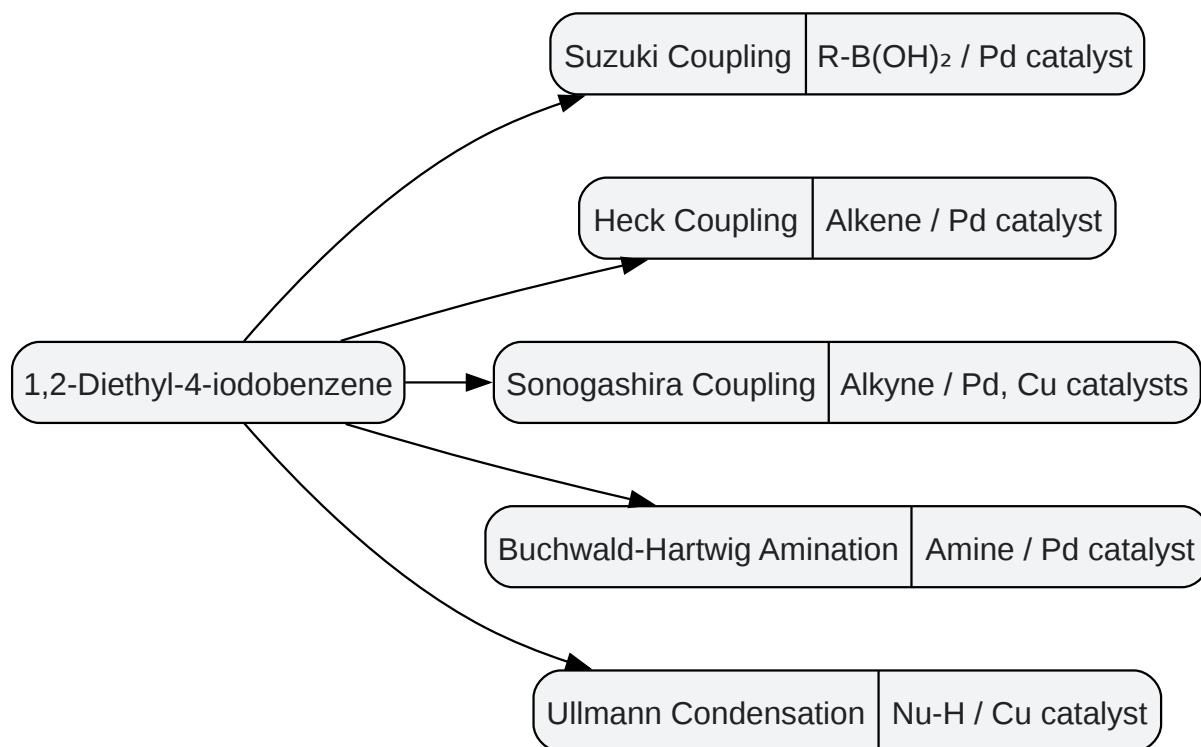 Suzuki Coupling R-B(OH)₂ / Pd catalyst
Heck Coupling Alkene / Pd catalyst
1,2-Diethyl-4-iodobenzene Sonogashira Coupling Alkyne / Pd, Cu catalysts
Buchwald-Hartwig Amination Amine / Pd catalyst
Ullmann Condensation Nu-H / Cu catalyst